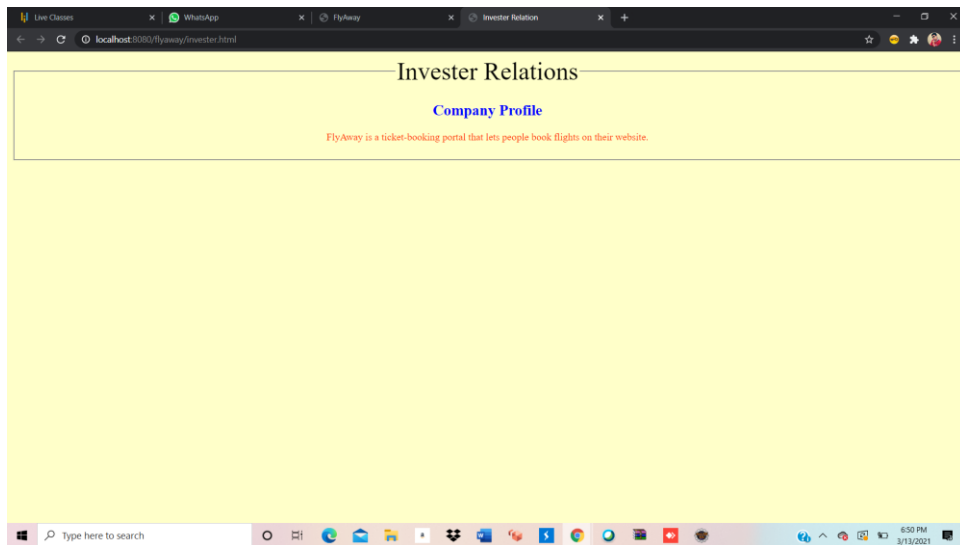 Live Classes
WhatsApp
FlyAway
Invester Relation
localhost:8080/flyaway/invester.html
Invester Relations
Company Profile
FlyAway is a ticket-booking portal that lets people book flights on their website.
Type here to search
6:50 PM
3/13/2021